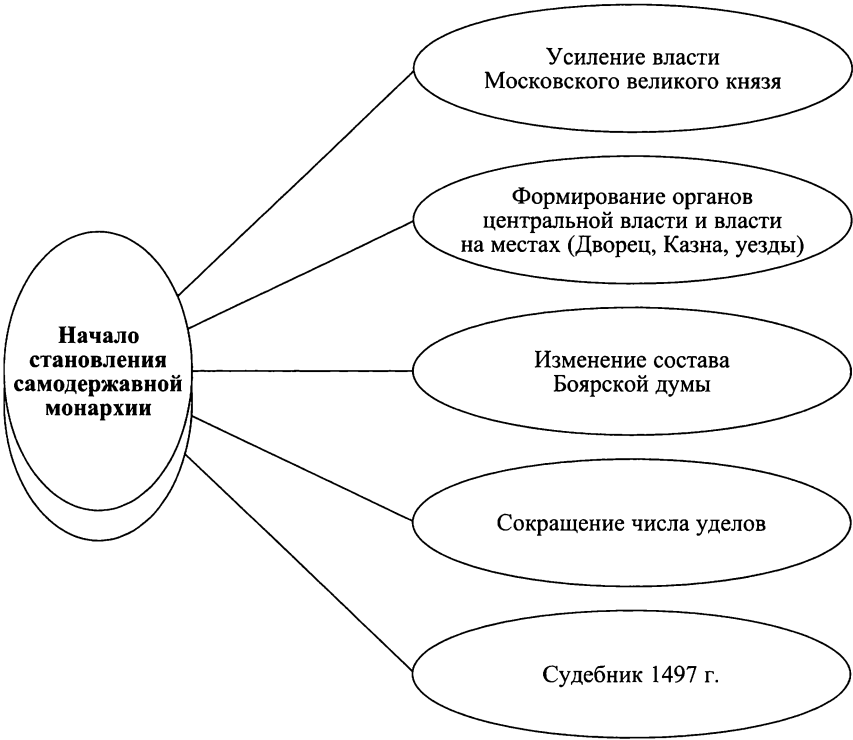 Начало
становления
самодержавной
монархии
Усиление власти
Московского великого князя
Формирование органов
центральной власти и власти
на местах (Дворец, Казна, уезды)
Изменение состава
Боярской думы
Сокращение числа уделов
Судебник 1497 г.